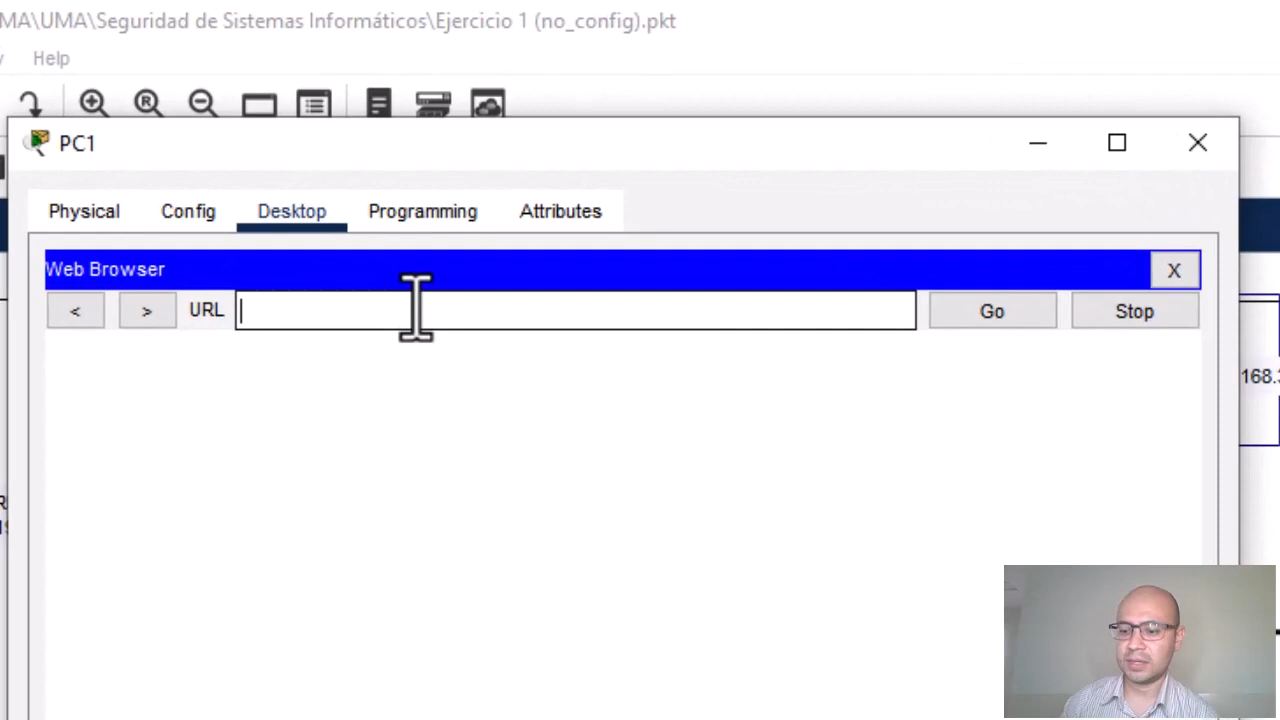 MA\UMA\Seguridad de Sistemas Informáticos\Ejercicio 1 (no_config).pkt
Help
PC1
Physical Config Desktop Programming Attributes
Web Browser X
< > URL Go Stop
168.